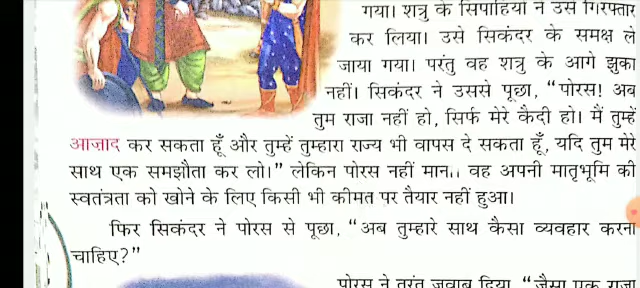 गया। शत्रु के सिपाहियों ने उसे गिरफ्तार
कर लिया। उसे सिकंदर के समक्ष ले
जाया गया। परंतु वह शत्रु के आगे झुका
नहीं। सिकंदर ने उससे पूछा, “पोरस! अब
तुम राजा नहीं हो, सिर्फ मेरे कैदी हो। मैं तुम्हें
आज़ाद कर सकता हूँ और तुम्हें तुम्हारा राज्य भी वापस दे सकता हूँ, यदि तुम मेरे
साथ एक समझौता कर लो।” लेकिन पोरस नहीं मान।। वह अपनी मातृभूमि की
स्वतंत्रता को खोने के लिए किसी भी कीमत पर तैयार नहीं हुआ।
फिर सिकंदर ने पोरस से पूछा, “अब तुम्हारे साथ कैसा व्यवहार करना
चाहिए?”
पोरस ने तुरंत जवाब दिया, “जैसा एक राजा